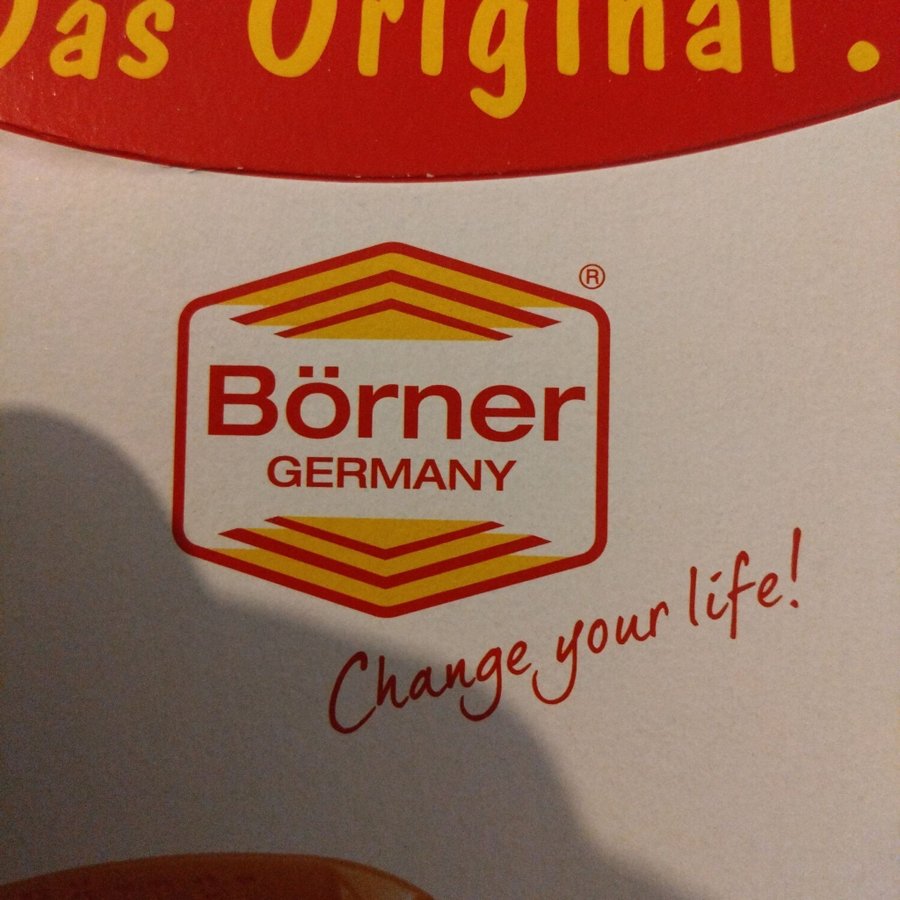 Das Original.
®
Börner
GERMANY
Change your life!